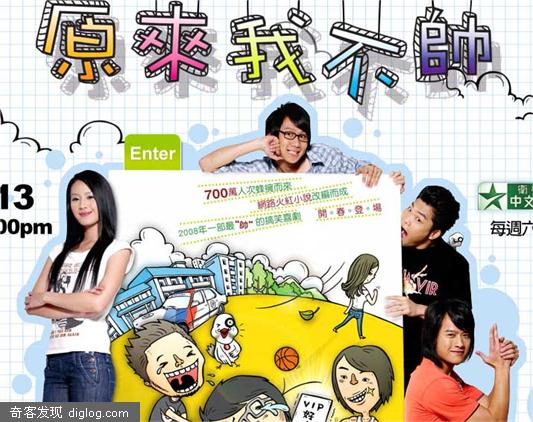 原來我不帥
Enter
700萬人次蜂擁而來
網路火紅小說改編而成
2008年一部最"帥"的搞笑喜劇 開·春·登·場
13
00pm
衛
中文
每週六
VIP
好
VIR
奇客发现 diglog.com